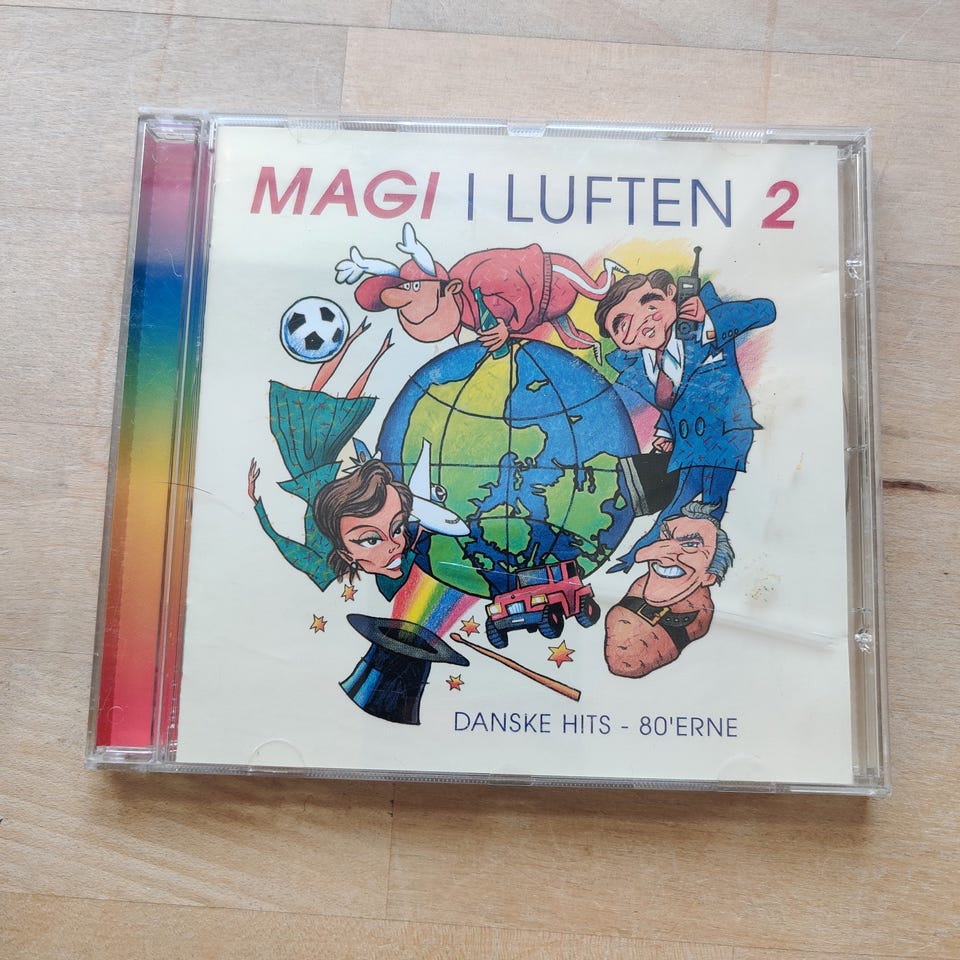 MAGI I LUFTEN 2
DANSKE HITS - 80'ERNE